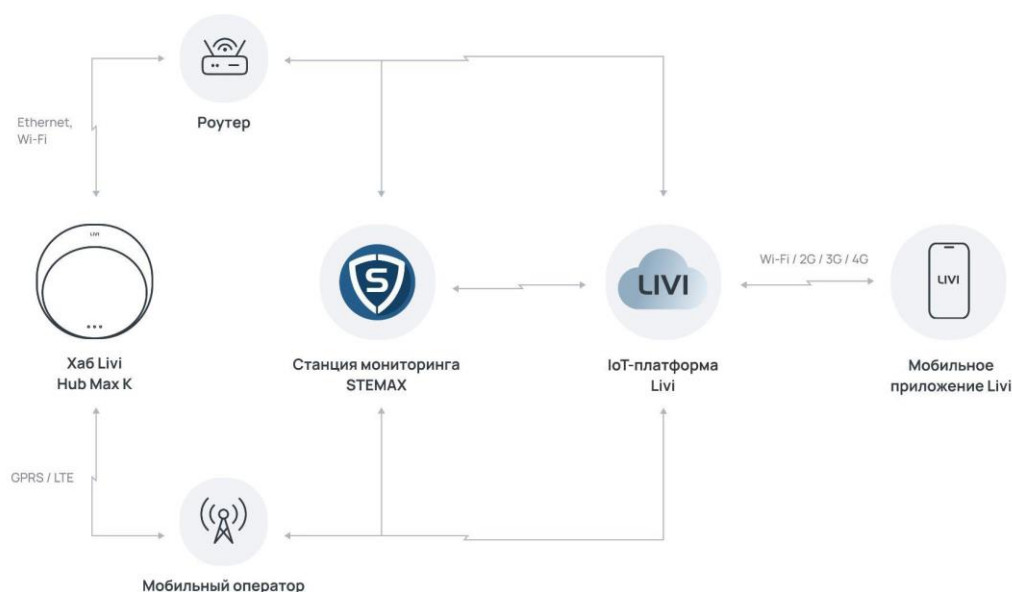 Роутер
Ethernet,
Wi-Fi
LIVI
S
LIVI
Wi-Fi / 2G / 3G / 4G
LIVI
Хаб Livi
Hub Max K
Станция мониторинга
STEMAX
IoT-платформа
Livi
Мобильное
приложение Livi
GPRS / LTE
Мобильный оператор